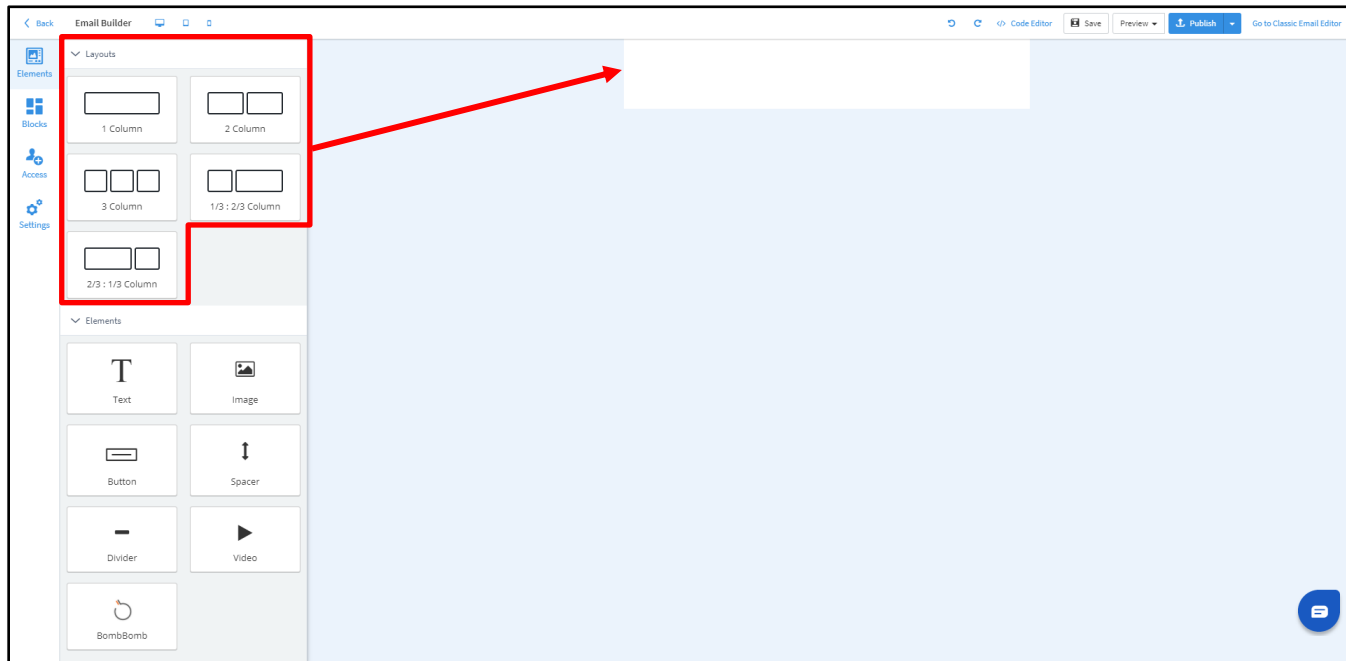 Back Email Builder Code Editor Save Preview Publish Go to Classic Email Editor
Elements
Blocks
Access
Settings
Layouts
1 Column 2 Column
3 Column 1/3 : 2/3 Column
2/3 : 1/3 Column
Elements
T
Text Image
Button Spacer
Divider Video
BombBomb